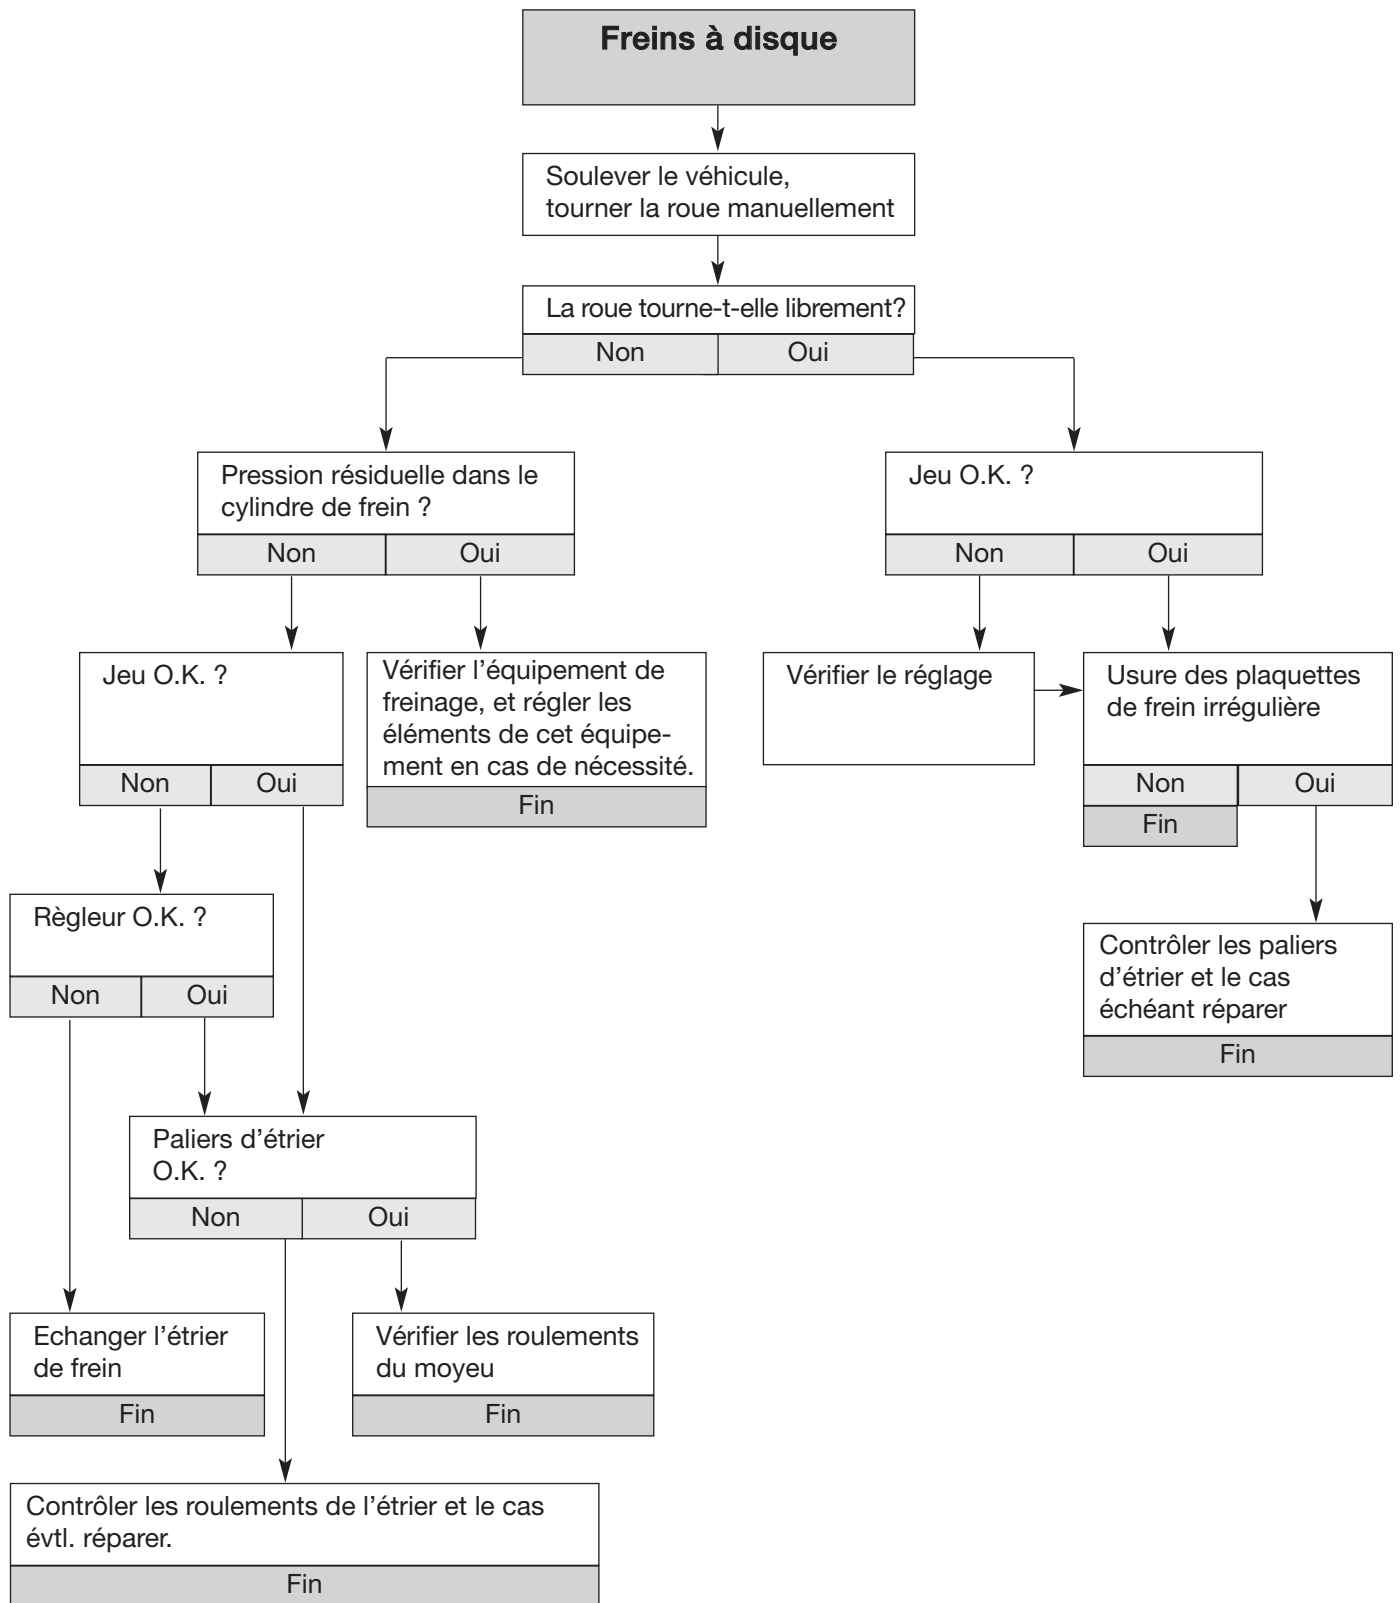 Freins à disque
Soulever le véhicule,
tourner la roue manuellement
La roue tourne-t-elle librement?
Non
Oui
Pression résiduelle dans le
cylindre de frein ?
Non
Oui
Jeu O.K. ?
Non
Oui
Jeu O.K. ?
Non
Oui
Vérifier l'équipement de
freinage, et régler les
éléments de cet équipe-
ment en cas de nécessité.
Fin
Vérifier le réglage
Usure des plaquettes
de frein irrégulière
Non
Oui
Fin
Règleur O.K. ?
Non
Oui
Contrôler les paliers
d'étrier et le cas
échéant réparer
Fin
Paliers d'étrier
O.K. ?
Non
Oui
Echanger l'étrier
de frein
Fin
Vérifier les roulements
du moyeu
Fin
Contrôler les roulements de l'étrier et le cas
évtl. réparer.
Fin